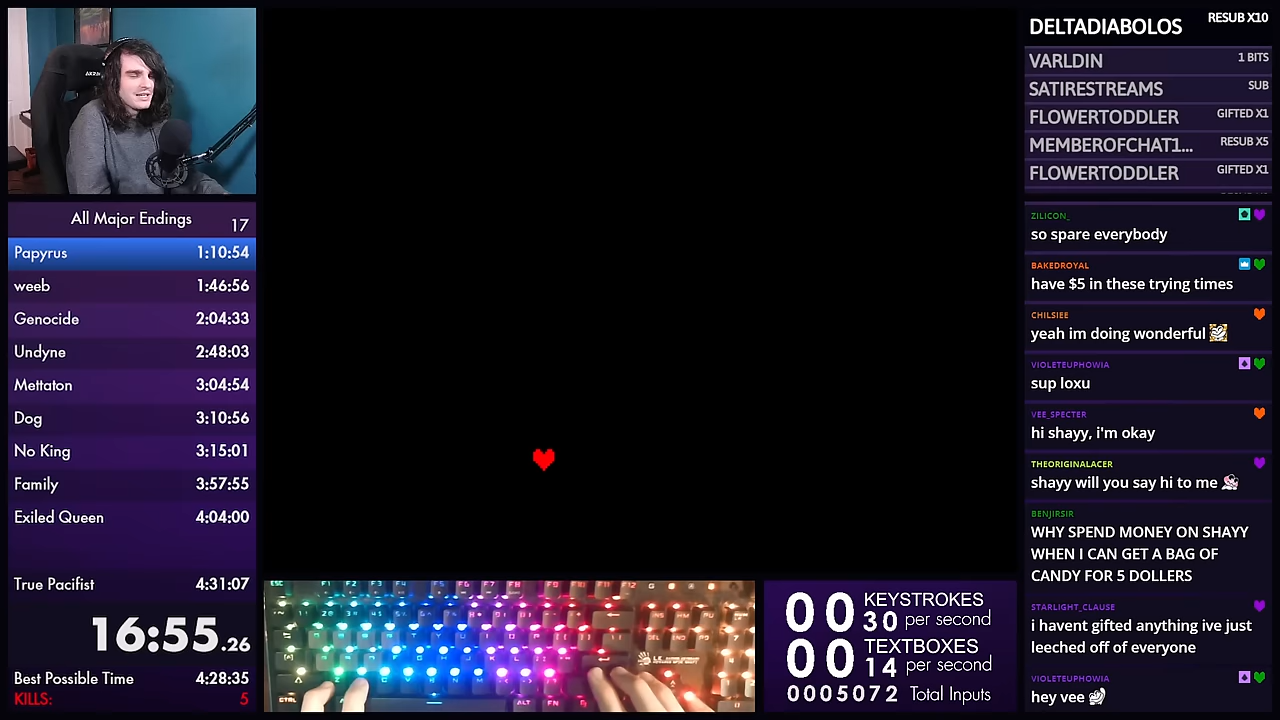 All Major Endings
17
Papyrus 1:10:54
weeb 1:46:56
Genocide 2:04:33
Undyne 2:48:03
Mettaton 3:04:54
Dog 3:10:56
No King 3:15:01
Family 3:57:55
Exiled Queen 4:04:00
True Pacifist 4:31:07
16:55.26
Best Possible Time 4:28:35
KILLS: 5
00 KEYSTROKES
30 per second
00 TEXTBOXES
14 per second
0005072 Total Inputs
DELTADIABOLOS RESUB X10
VARLDIN 1 BITS
SATIRESTREAMS SUB
FLOWERTODDLER GIFTED X1
MEMBEROFCHAT1... RESUB X5
FLOWERTODDLER GIFTED X1
ZILICON_
so spare everybody
BAKEDROYAL
have $5 in these trying times
CHILSIEE
yeah im doing wonderful
VIOLETEUPHOWIA
sup loxu
VEE_SPECTER
hi shayy, i'm okay
THEORIGINALACER
shayy will you say hi to me
BENJIRSIR
WHY SPEND MONEY ON SHAYY
WHEN I CAN GET A BAG OF
CANDY FOR 5 DOLLERS
STARLIGHT_CLAUSE
i havent gifted anything ive just
leeched off of everyone
VIOLETEUPHOWIA
hey vee